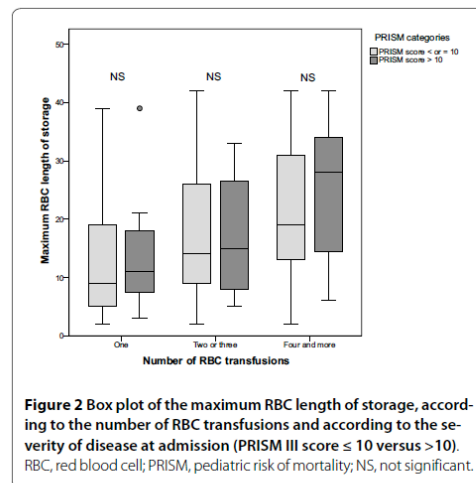 PRISM categories
PRISM score < or = 10
PRISM score > 10
50
40
30
20
10
0
Maximum RBC length of storage
NS
NS
NS
One
Two or three
Four and more
Number of RBC transfusions
Figure 2 Box plot of the maximum RBC length of storage, accord-
ing to the number of RBC transfusions and according to the se-
verity of disease at admission (PRISM III score ≤ 10 versus >10).
RBC, red blood cell; PRISM, pediatric risk of mortality; NS, not significant.